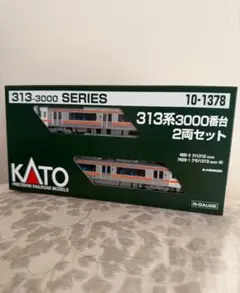 313-3000 SERIES
10-1378
313系3000番台
2両セット
KATO
PRECISION RAILROAD MODELS
N-GAUGE